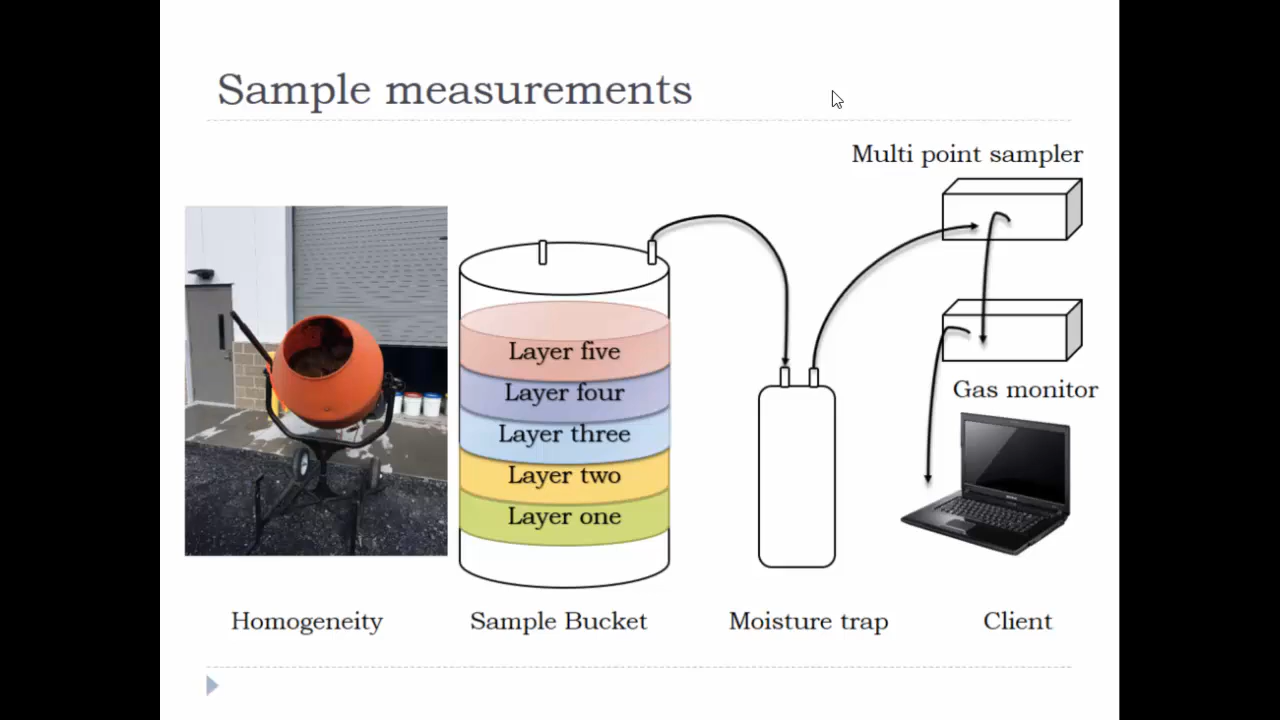 Sample measurements
Multi point sampler
Layer five
Layer four
Layer three
Layer two
Layer one
Gas monitor
Homogeneity
Sample Bucket
Moisture trap
Client